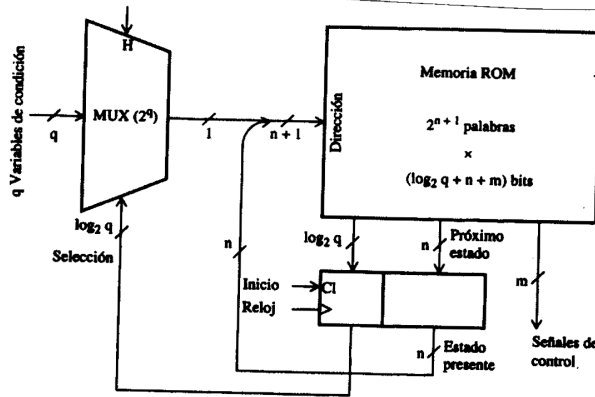 H
q Variables de condición
q
MUX (2^q)
1
n + 1
Dirección
Memoria ROM
2^{n + 1} palabras
×
(log₂ q + n + m) bits
log₂ q
Selección
n
log₂ q
n
Próximo
estado
m
Inicio
Cl
Reloj
n
Estado
presente
Señales de
control